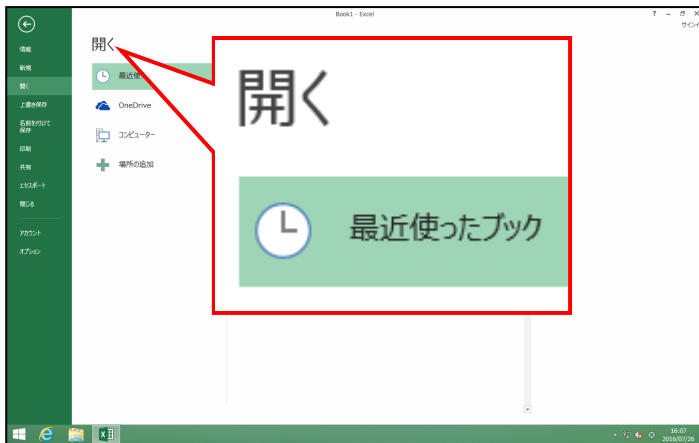 Book1 - Excel
? – ×
サインイ
情報
新規
開く
上書き保存
名前を付けて
保存
印刷
共有
エクスポート
閉じる
アカウント
オプション
開く
最近使
OneDrive
コンピューター
場所の追加
開く
最近使ったブック
16:07
2016/07/26